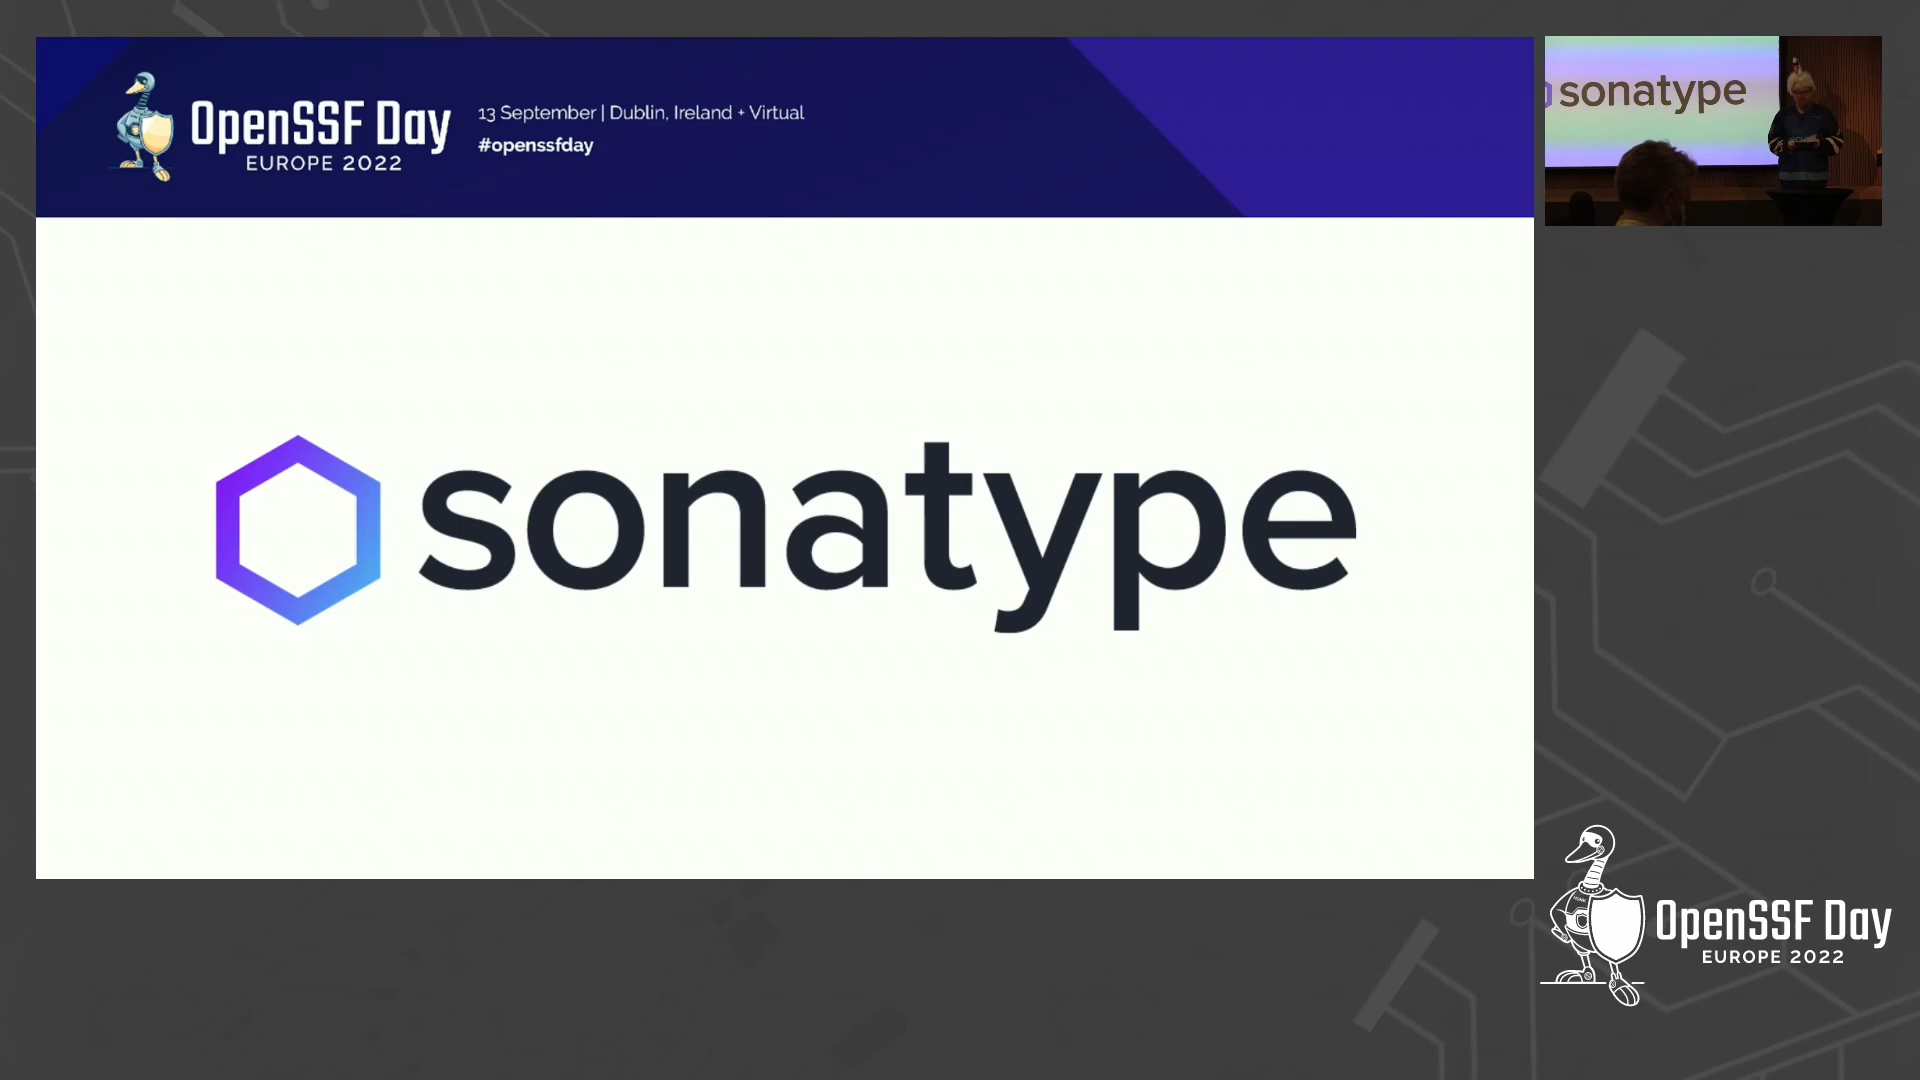 OpenSSF Day
EUROPE 2022
13 September | Dublin, Ireland + Virtual
#openssfday
sonatype
sonatype
OpenSSF Day
EUROPE 2022